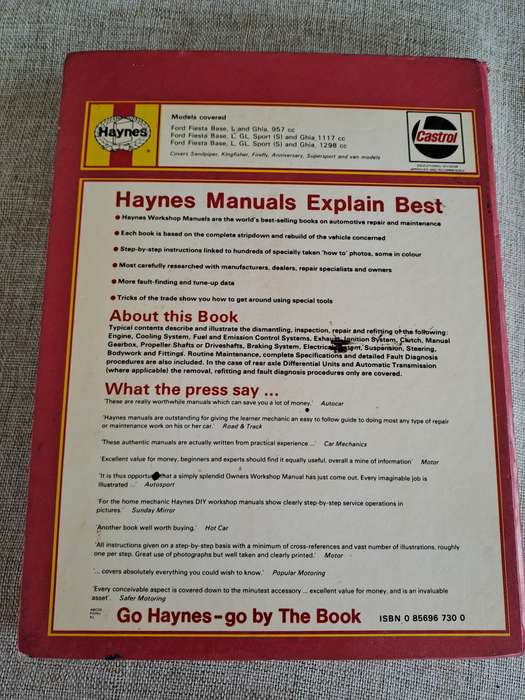 Haynes
Models covered
Ford Fiesta Base, L and Ghia, 957 cc
Ford Fiesta Base, L, GL, Sport (S) and Ghia, 1117 cc
Ford Fiesta Base, L, GL, Sport (S) and Ghia, 1298 cc
Covers Sandpiper, Kingfisher, Firefly, Anniversary, Supersport and van models
Castrol
Haynes Manuals Explain Best
Haynes Workshop Manuals are the world's best-selling books on automotive repair and maintenance
Each book is based on the complete stripdown and rebuild of the vehicle concerned
Step-by-step instructions linked to hundreds of specially taken 'how to' photos, some in colour
Most carefully researched with manufacturers, dealers, repair specialists and owners
More fault-finding and tune-up data
Tricks of the trade show you how to get around using special tools
About this Book
Typical contents describe and illustrate the dismantling, inspection, repair and refitting of the following:
Engine, Cooling System, Fuel and Emission Control Systems, Exhaust, Ignition System, Clutch, Manual
Gearbox, Propeller Shafts or Driveshafts, Braking System, Electrical Suspension, Steering,
Bodywork and Fittings. Routine Maintenance, complete Specifications and detailed Fault Diagnosis
procedures are also included. In the case of rear axle Differential Units and Automatic Transmission
(where applicable) the removal, refitting and fault diagnosis procedures only are covered.
What the press say ...
'These are really worthwhile manuals which can save you a lot of money.' Autocar
'Haynes manuals are outstanding for giving the learner mechanic an easy to follow guide to doing most any type of repair
or maintenance work on his or her car.' Road & Track
'These authentic manuals are actually written from practical experience ...' Car Mechanics
'Excellent value for money, beginners and experts should find it equally useful, overall a mine of information' Motor
'It is thus opportune that a simply splendid Owners Workshop Manual has just come out. Every imaginable job is
illustrated ...' Autosport
'For the home mechanic Haynes DIY workshop manuals show clearly step-by-step service operations in
pictures.' Sunday Mirror
'Another book well worth buying.' Hot Car
'All instructions given on a step-by-step basis with a minimum of cross-references and vast number of illustrations, roughly
one per step. Great use of photographs but well taken and clearly printed.' Motor
'... covers absolutely everything you could wish to know.' Popular Motoring
'Every conceivable aspect is covered down to the minutest accessory ... excellent value for money, and is an invaluable
asset'. Safer Motoring
Go Haynes-go by The Book
ISBN 0 85696 730 0